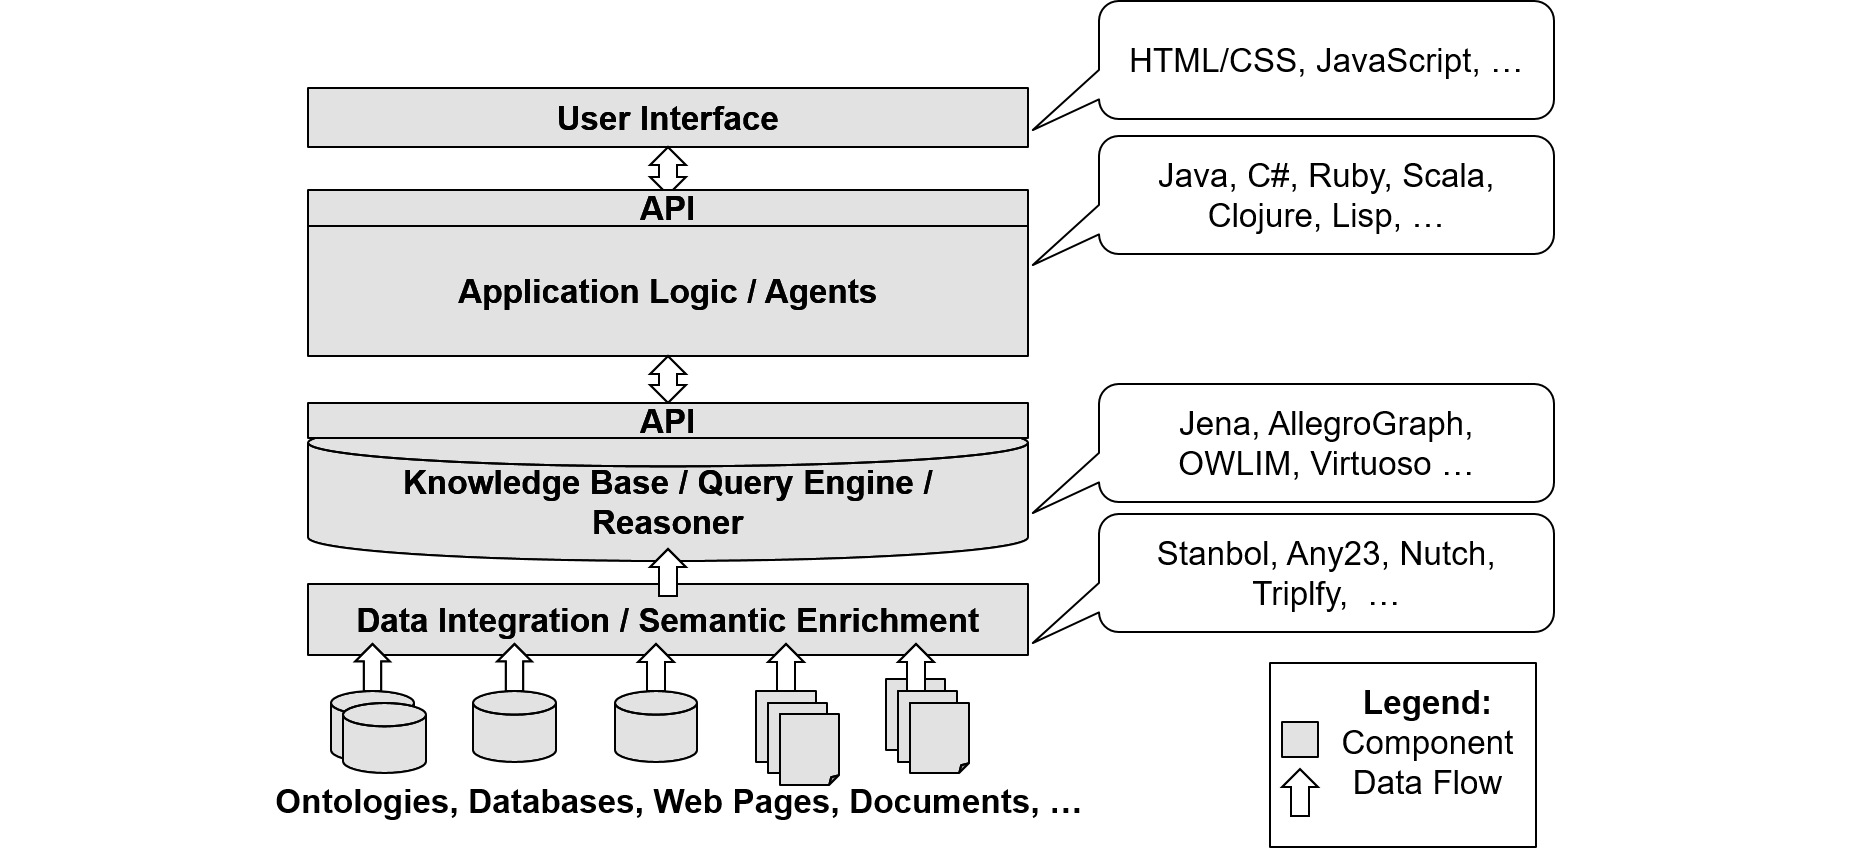 HTML/CSS, JavaScript, …
User Interface
API
Java, C#, Ruby, Scala,
Clojure, Lisp, …
Application Logic / Agents
API
Jena, AllegroGraph,
OWLIM, Virtuoso …
Knowledge Base / Query Engine /
Reasoner
Stanbol, Any23, Nutch,
Triplfy,  …
Data Integration / Semantic Enrichment
Ontologies, Databases, Web Pages, Documents, …
Legend:
Component
Data Flow